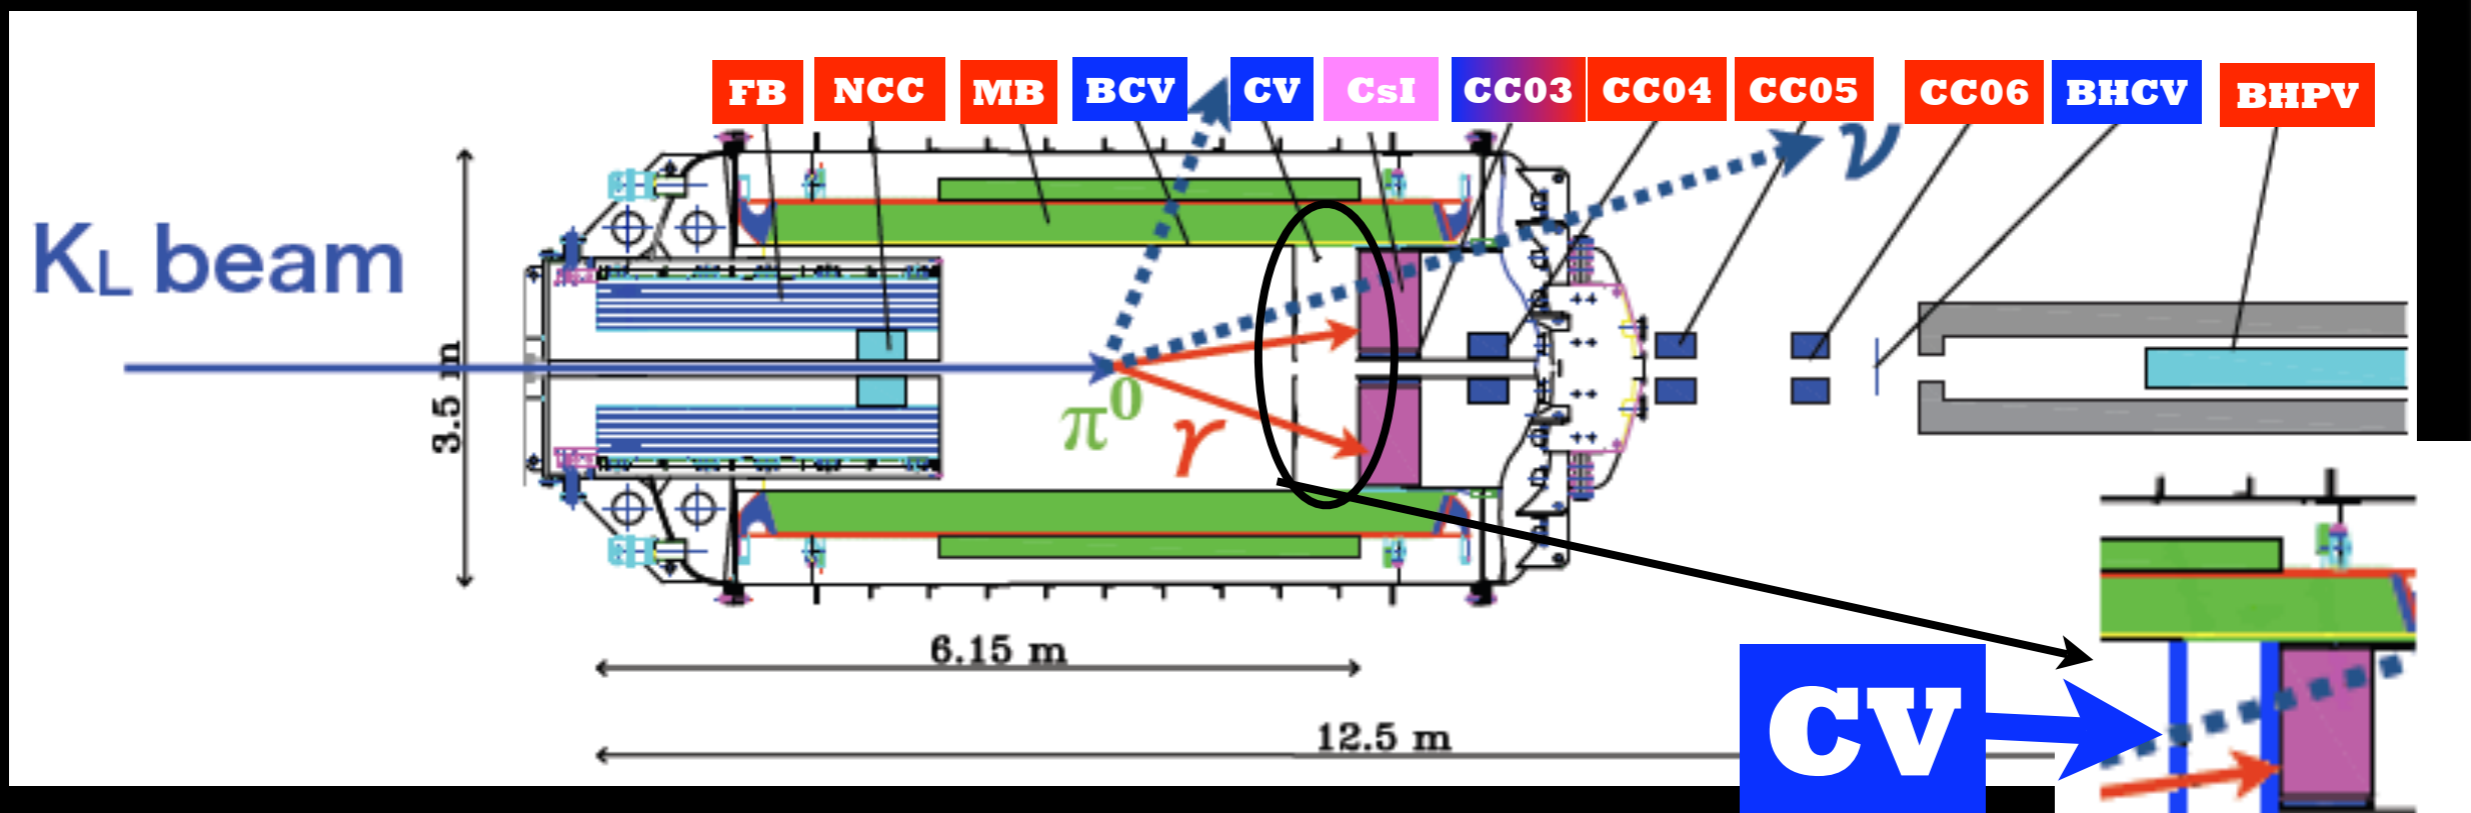 FB NCC MB BCV CV CsI CC03 CC04 CC05 CC06 BHCV BHPV
ν
KL beam
3.5 m
π0
γ
6.15 m
12.5 m
CV